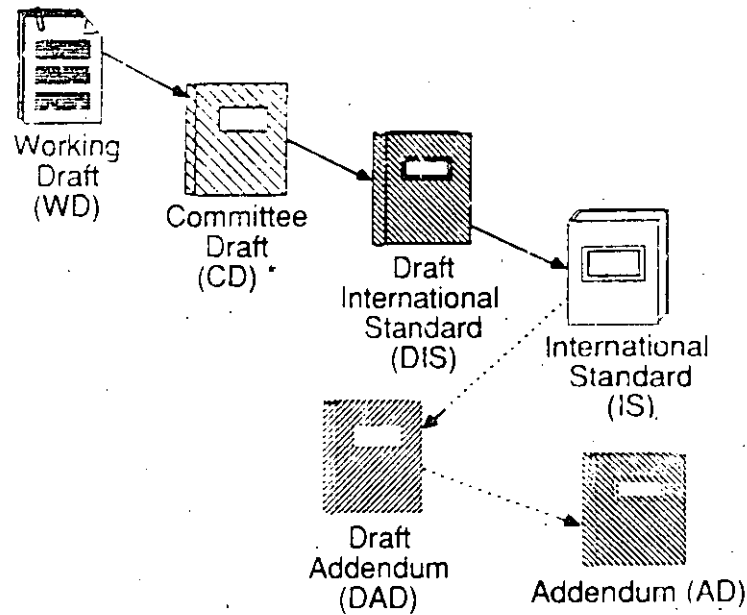 Working
Draft
(WD)
Committee
Draft
(CD) *
Draft
International
Standard
(DIS)
International
Standard
(IS)
Draft
Addendum
(DAD)
Addendum (AD)